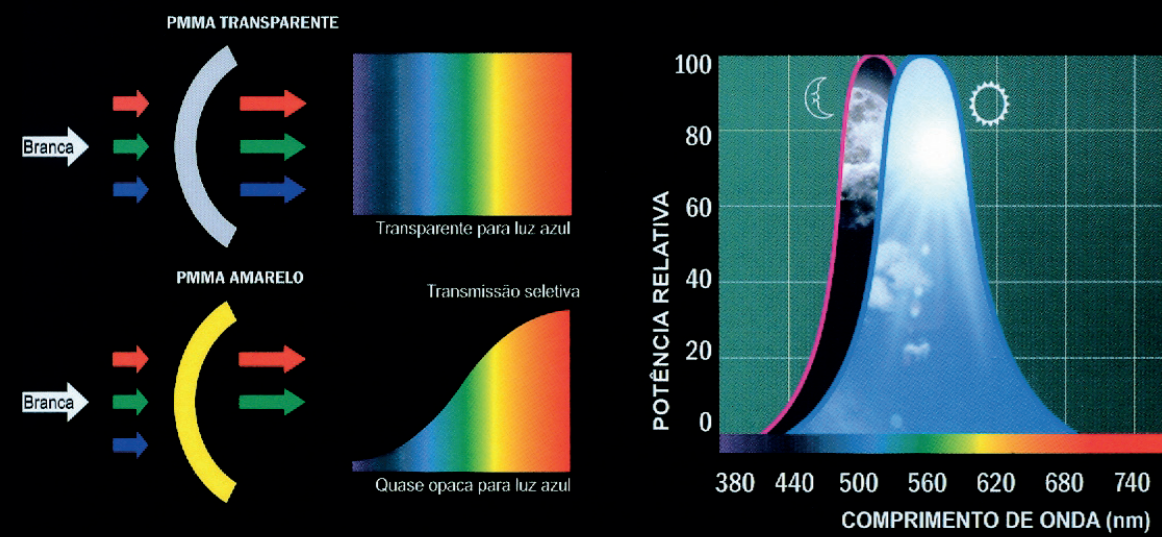 PMMA TRANSPARENTE
Branca
Transparente para luz azul
PMMA AMARELO
Transmissão seletiva
Branca
Quase opaca para luz azul
POTÊNCIA RELATIVA
100
80
60
40
20
0
380 440 500 560 620 680 740
COMPRIMENTO DE ONDA (nm)